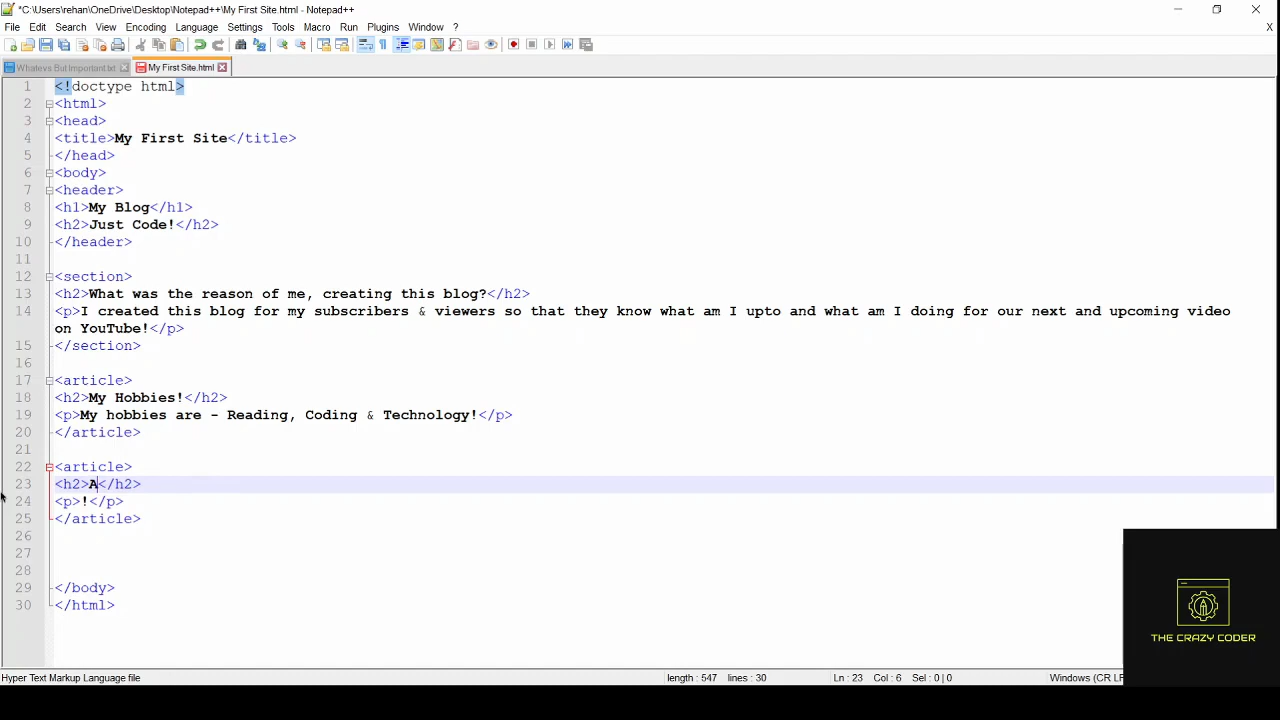 *C:\Users\rehan\OneDrive\Desktop\Notepad++\My First Site.html - Notepad++
File Edit Search View Encoding Language Settings Tools Macro Run Plugins Window ? X
Whatevs But Important.txt My First Site.html
1 <!doctype html>
2 <html>
3 <head>
4 <title>My First Site</title>
5 </head>
6 <body>
7 <header>
8 <h1>My Blog</h1>
9 <h2>Just Code!</h2>
10 </header>
11
12 <section>
13 <h2>What was the reason of me, creating this blog?</h2>
14 <p>I created this blog for my subscribers & viewers so that they know what am I upto and what am I doing for our next and upcoming video
on YouTube!</p>
15 </section>
16
17 <article>
18 <h2>My Hobbies!</h2>
19 <p>My hobbies are - Reading, Coding & Technology!</p>
20 </article>
21
22 <article>
23 <h2>A</h2>
24 <p>!</p>
25 </article>
26
27
28
29 </body>
30 </html>
THE CRAZY CODER
Hyper Text Markup Language file length : 547 lines : 30 Ln : 23 Col : 6 Sel : 0 | 0 Windows (CR LF